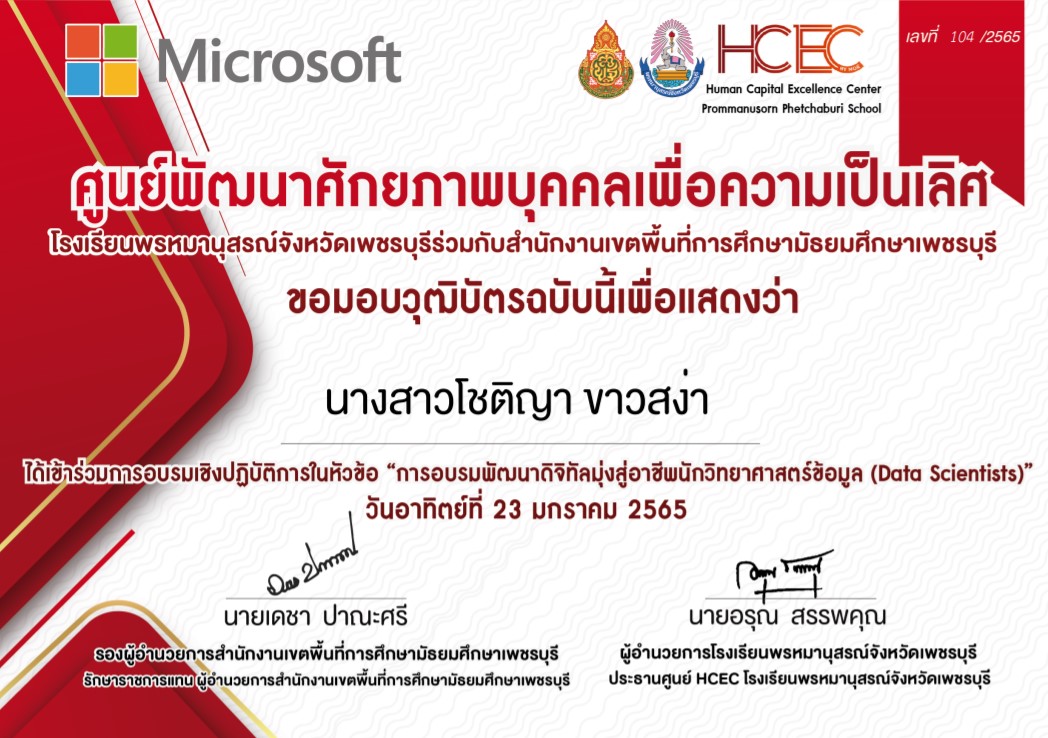 Microsoft
HCEC
BY MOE
Human Capital Excellence Center
Prommanusorn Phetchaburi School
เลขที่ 104 /2565
ศูนย์พัฒนาศักยภาพบุคคลเพื่อความเป็นเลิศ
โรงเรียนพรหมานุสรณ์จังหวัดเพชรบุรีร่วมกับสำนักงานเขตพื้นที่การศึกษามัธยมศึกษาเพชรบุรี
ขอมอบวุฒิบัตรฉบับนี้เพื่อแสดงว่า
นางสาวโชติญา ขาวสง่า
ได้เข้าร่วมการอบรมเชิงปฏิบัติการในหัวข้อ “การอบรมพัฒนาดิจิทัลมุ่งสู่อาชีพนักวิทยาศาสตร์ข้อมูล (Data Scientists)”
วันอาทิตย์ที่ 23 มกราคม 2565
นายเดชา ปาณะศรี
รองผู้อำนวยการสำนักงานเขตพื้นที่การศึกษามัธยมศึกษาเพชรบุรี
รักษาราชการแทน ผู้อำนวยการสำนักงานเขตพื้นที่การศึกษามัธยมศึกษาเพชรบุรี
นายอรุณ สรรพคุณ
ผู้อำนวยการโรงเรียนพรหมานุสรณ์จังหวัดเพชรบุรี
ประธานศูนย์ HCEC โรงเรียนพรหมานุสรณ์จังหวัดเพชรบุรี